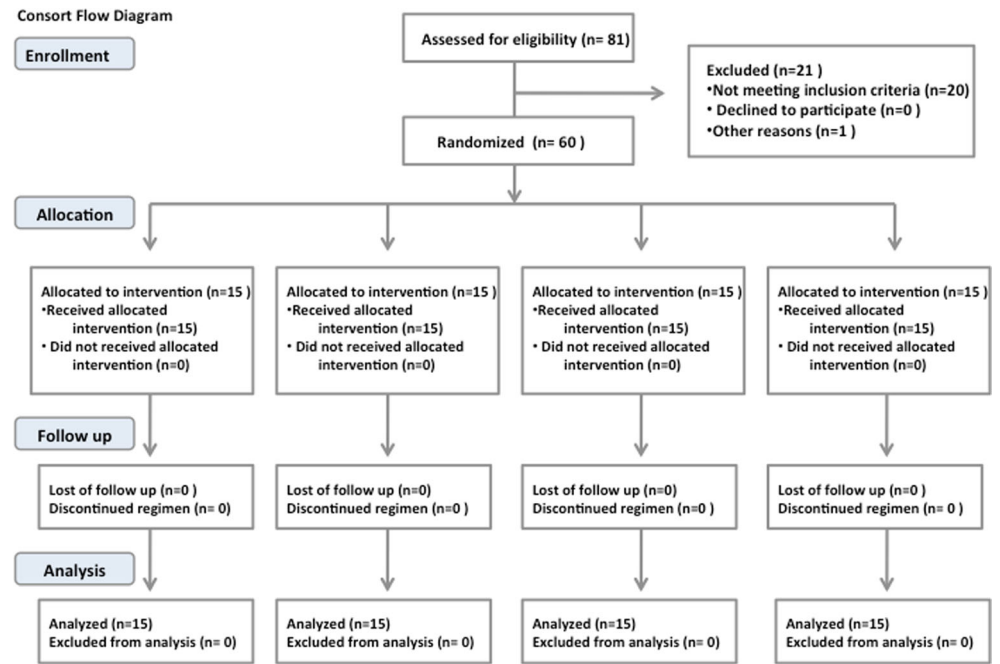 Consort Flow Diagram
Enrollment
Assessed for eligibility (n= 81)
Excluded (n=21 )
•Not meeting inclusion criteria (n=20)
• Declined to participate (n=0 )
•Other reasons (n=1 )
Randomized (n= 60 )
Allocation
Allocated to intervention (n=15 )
•Received allocated
intervention (n=15)
• Did not received allocated
intervention (n=0)
Allocated to intervention (n=15 )
•Received allocated
intervention (n=15)
• Did not received allocated
intervention (n=0)
Allocated to intervention (n=15 )
•Received allocated
intervention (n=15)
• Did not received allocated
intervention (n=0)
Allocated to intervention (n=15 )
•Received allocated
intervention (n=15)
• Did not received allocated
intervention (n=0)
Follow up
Lost of follow up (n=0 )
Discontinued regimen (n= 0)
Lost of follow up (n=0)
Discontinued regimen (n=0 )
Lost of follow up (n=0)
Discontinued regimen (n=0 )
Lost of follow up (n=0 )
Discontinued regimen (n= 0 )
Analysis
Analyzed (n=15)
Excluded from analysis (n= 0)
Analyzed (n=15)
Excluded from analysis (n= 0)
Analyzed (n=15)
Excluded from analysis (n= 0)
Analyzed (n=15)
Excluded from analysis (n= 0)